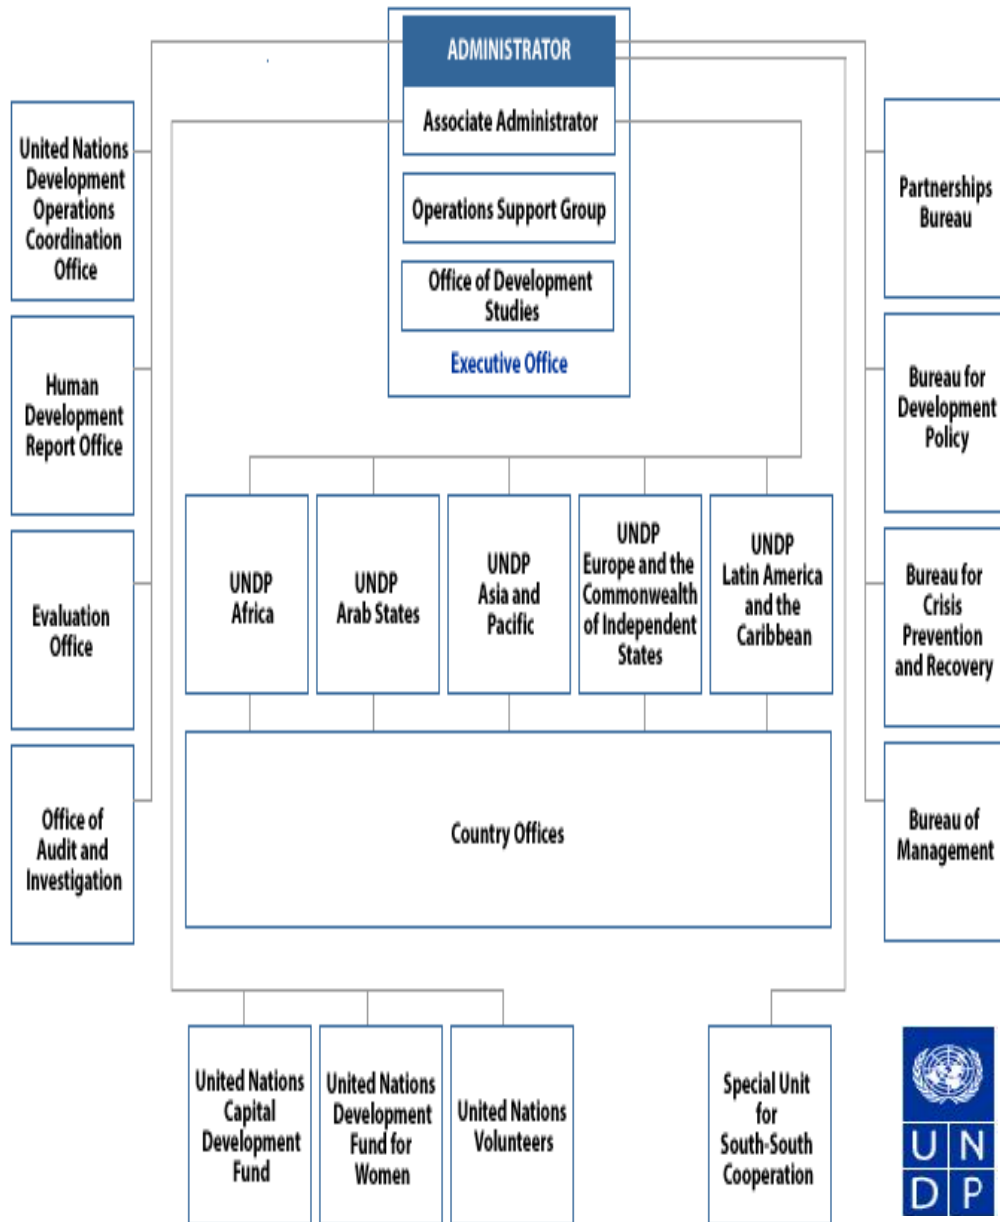 ADMINISTRATOR
Associate Administrator
Operations Support Group
Office of Development
Studies
Executive Office
United Nations
Development
Operations
Coordination
Office
Human
Development
Report Office
Evaluation
Office
Office of
Audit and
Investigation
Partnerships
Bureau
Bureau for
Development
Policy
Bureau for
Crisis
Prevention
and Recovery
Bureau of
Management
UNDP
Africa
UNDP
Arab States
UNDP
Asia and
Pacific
UNDP
Europe and the
Commonwealth
of Independent
States
UNDP
Latin America
and the
Caribbean
Country Offices
United Nations
Capital
Development
Fund
United Nations
Development
Fund for
Women
United Nations
Volunteers
Special Unit
for
South-South
Cooperation
U N
D P